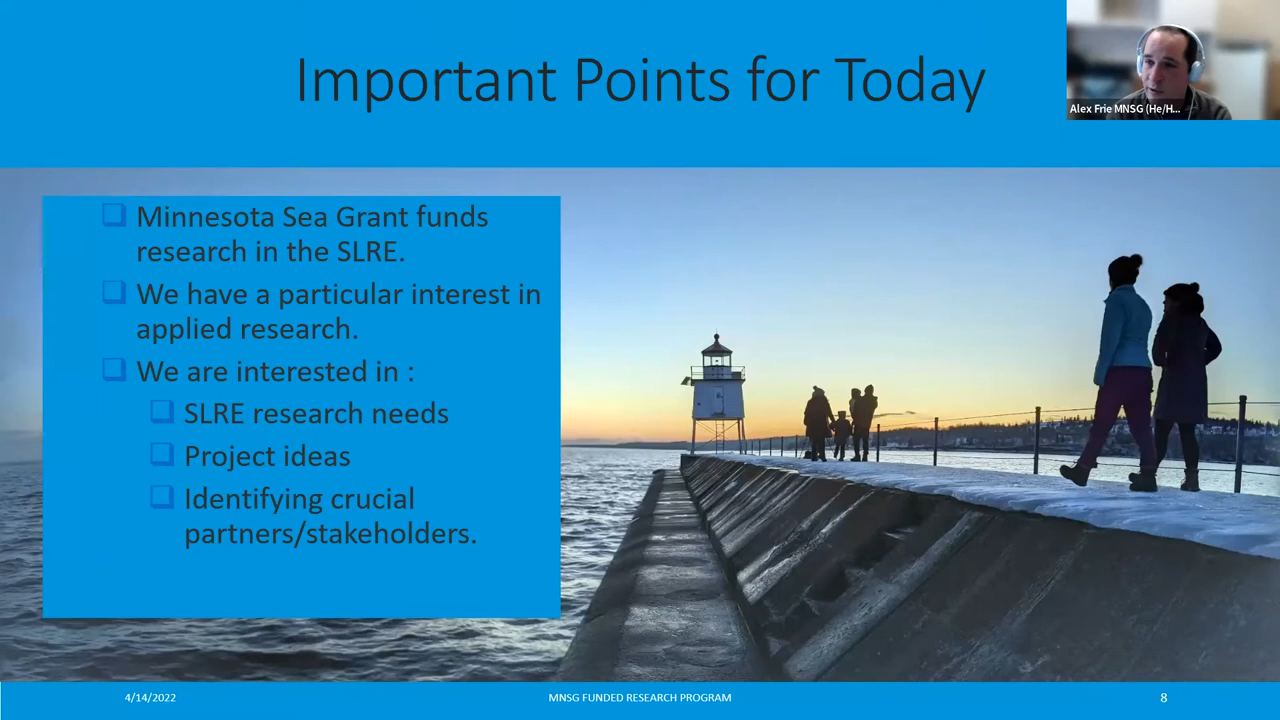 Important Points for Today
Alex Frie MNSG (He/H...
❑ Minnesota Sea Grant funds
research in the SLRE.
❑ We have a particular interest in
applied research.
❑ We are interested in :
❑ SLRE research needs
❑ Project ideas
❑ Identifying crucial
partners/stakeholders.
4/14/2022
MNSG FUNDED RESEARCH PROGRAM
8